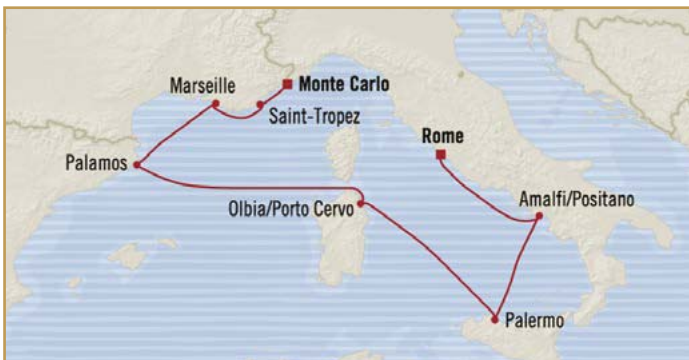 Marseille
Monte Carlo
Saint-Tropez
Rome
Palamos
Amalfi/Positano
Olbia/Porto Cervo
Palermo